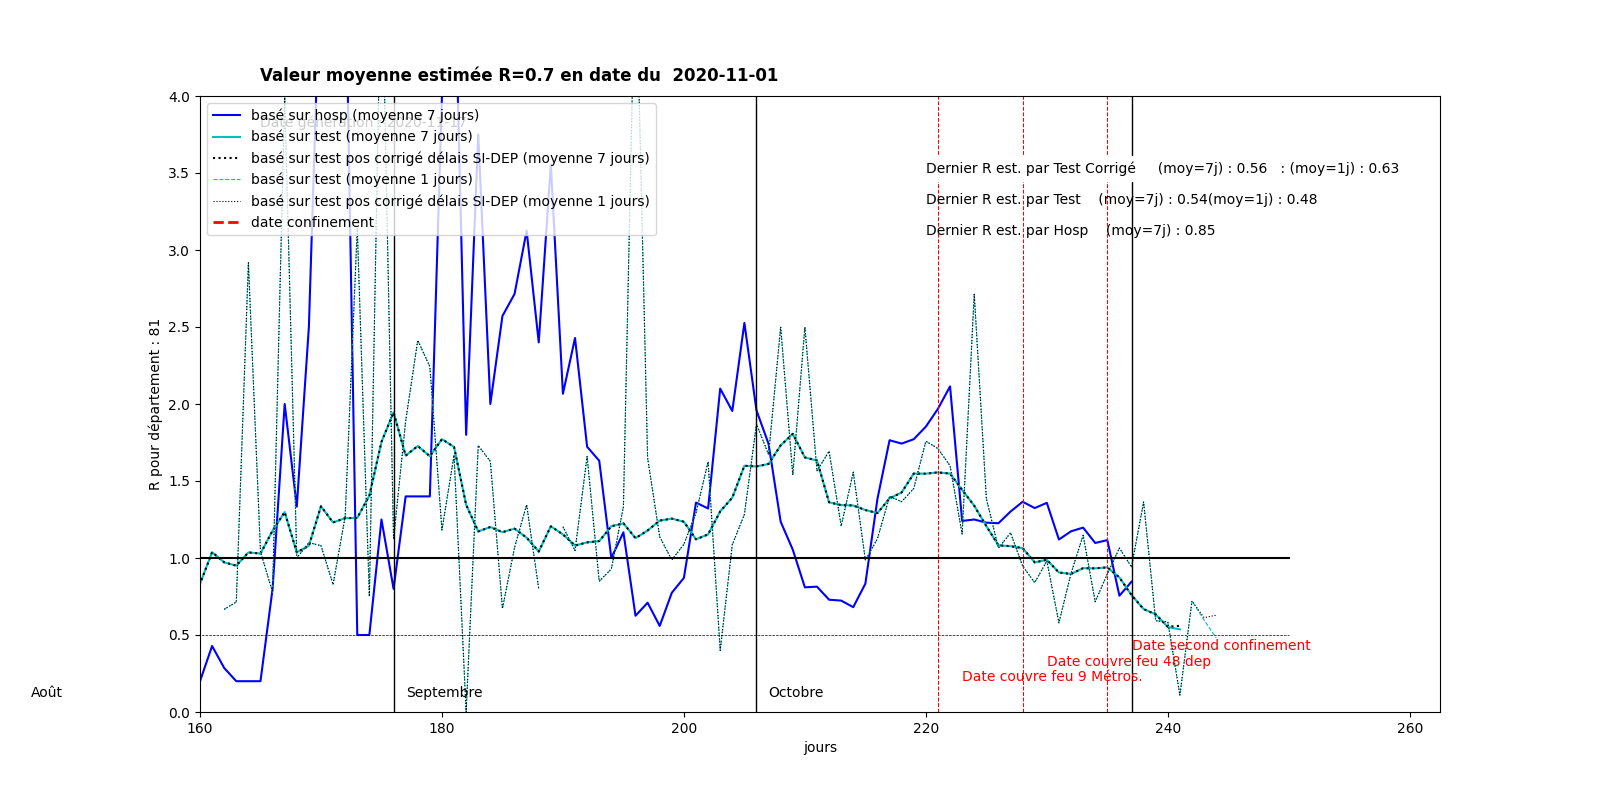 Valeur moyenne estimée R=0.7 en date du  2020-11-01
4.0
3.5
3.0
2.5
2.0
1.5
1.0
0.5
0.0
R pour département : 81
basé sur hosp (moyenne 7 jours)
basé sur test (moyenne 7 jours)
basé sur test pos corrigé délais SI-DEP (moyenne 7 jours)
basé sur test (moyenne 1 jours)
basé sur test pos corrigé délais SI-DEP (moyenne 1 jours)
date confinement
Dernier R est. par Test Corrigé     (moy=7j) : 0.56   : (moy=1j) : 0.63
Dernier R est. par Test    (moy=7j) : 0.54(moy=1j) : 0.48
Dernier R est. par Hosp    (moy=7j) : 0.85
Date second confinement
Date couvre feu 48 dep
Date couvre feu 9 Métros.
Août
Septembre
Octobre
160
180
200
220
240
260
jours